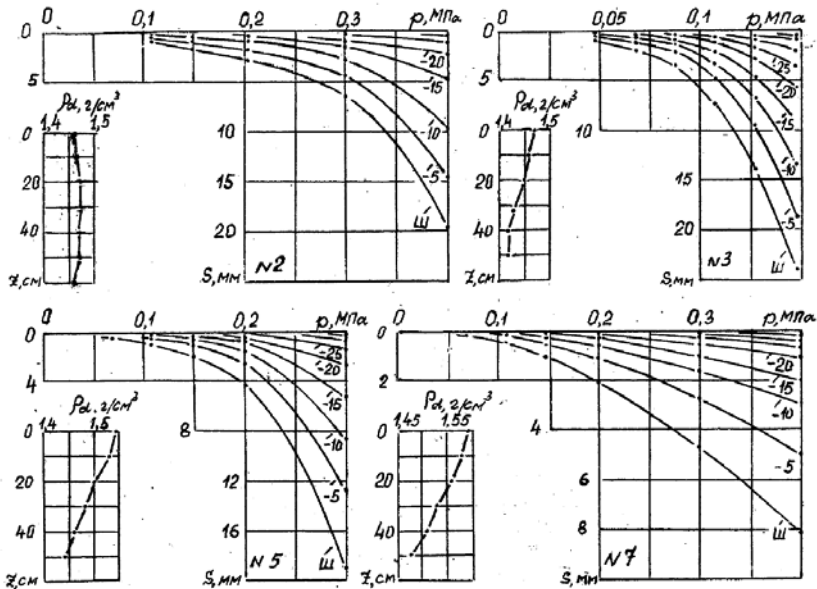 0 0,1 0,2 0,3 p, МПа
0
5
10
15
20
S, мм
-20
-15
-10
-5
Ш
N2
ρd, г/см³
1,4 1,5
0
20
40
z, см
0 0,05 0,1 p, МПа
0
5
10
15
20
S, мм
-25
-20
-15
-10
-5
Ш
N3
ρd, г/см³
1,4 1,5
0
20
40
z, см
0 0,1 0,2 p, МПа
0
4
8
12
16
S, мм
-25
-20
-15
-10
-5
Ш
N5
ρd, г/см³
1,4 1,5
0
20
40
z, см
0 0,1 0,2 0,3 p, МПа
0
2
4
6
8
S, мм
-20
-15
-10
-5
Ш
N7
ρd, г/см³
1,45 1,55
0
20
40
z, см